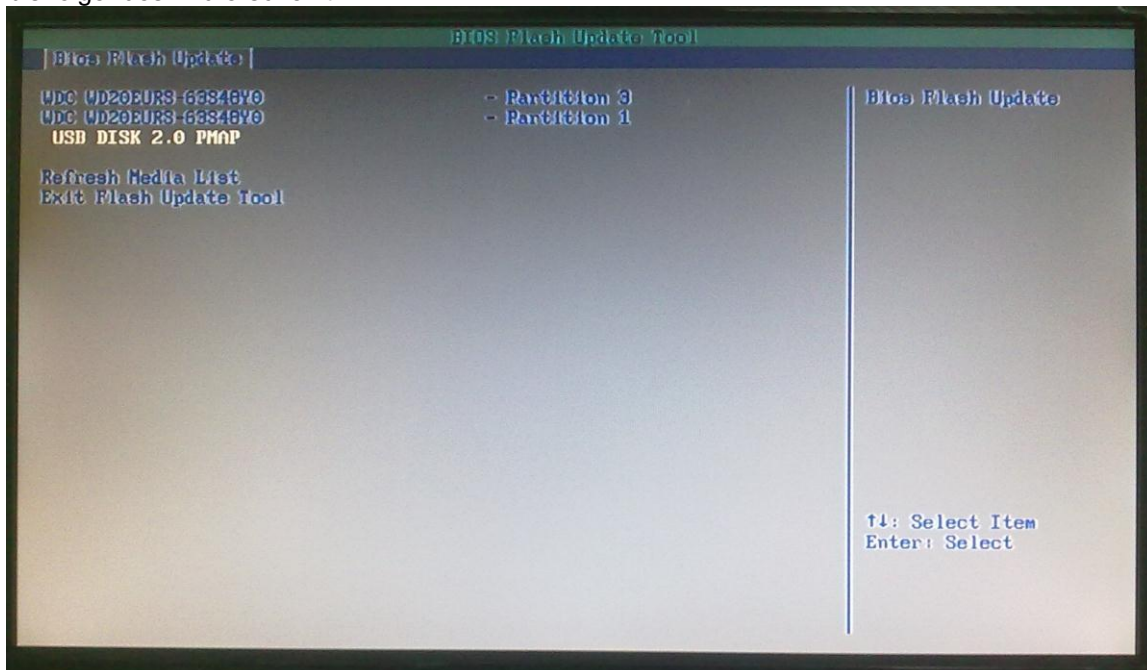 BIOS Flash Update Tool
Bios Flash Update
WDC WD20EURS-63S48Y0 - Partition 3
WDC WD20EURS-63S48Y0 - Partition 1
USB DISK 2.0 PMAP
Refresh Media List
Exit Flash Update Tool
Bios Flash Update
↑↓: Select Item
Enter: Select